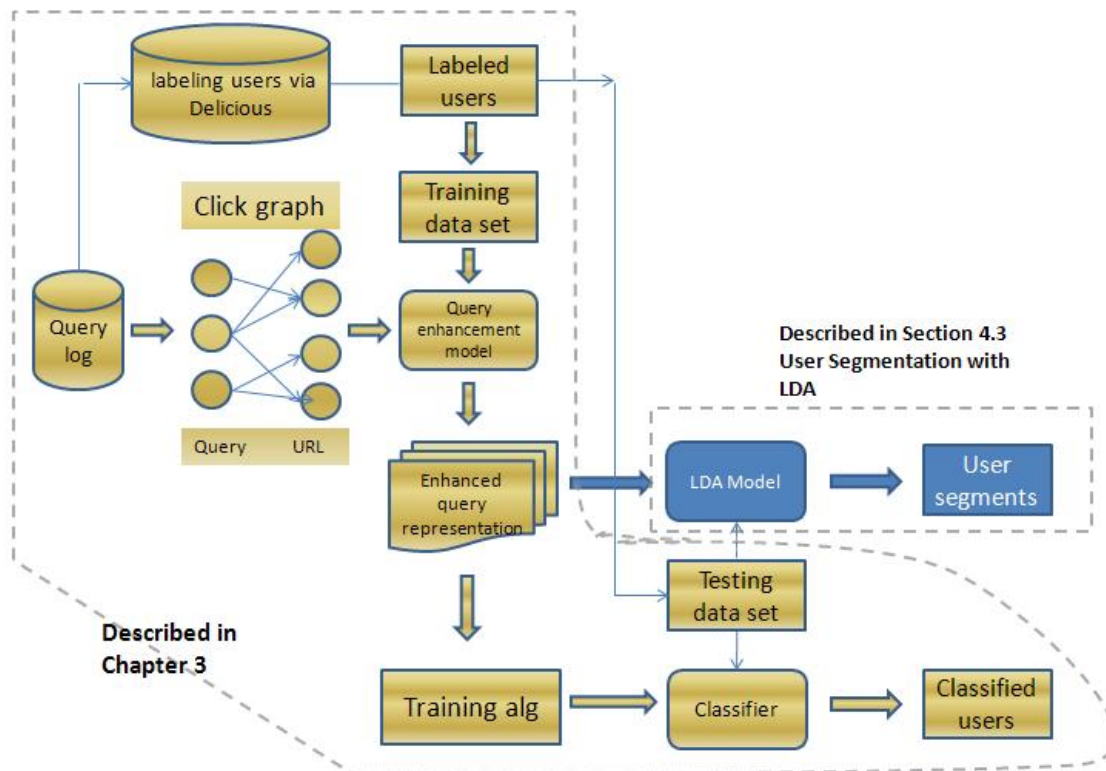 labeling users via
Delicious
Labeled
users
Click graph
Training
data set
Query
log
Query
enhancement
model
Query URL
Described in Section 4.3
User Segmentation with
LDA
Enhanced
query
representation
LDA Model
User
segments
Testing
data set
Described in
Chapter 3
Training alg
Classifier
Classified
users